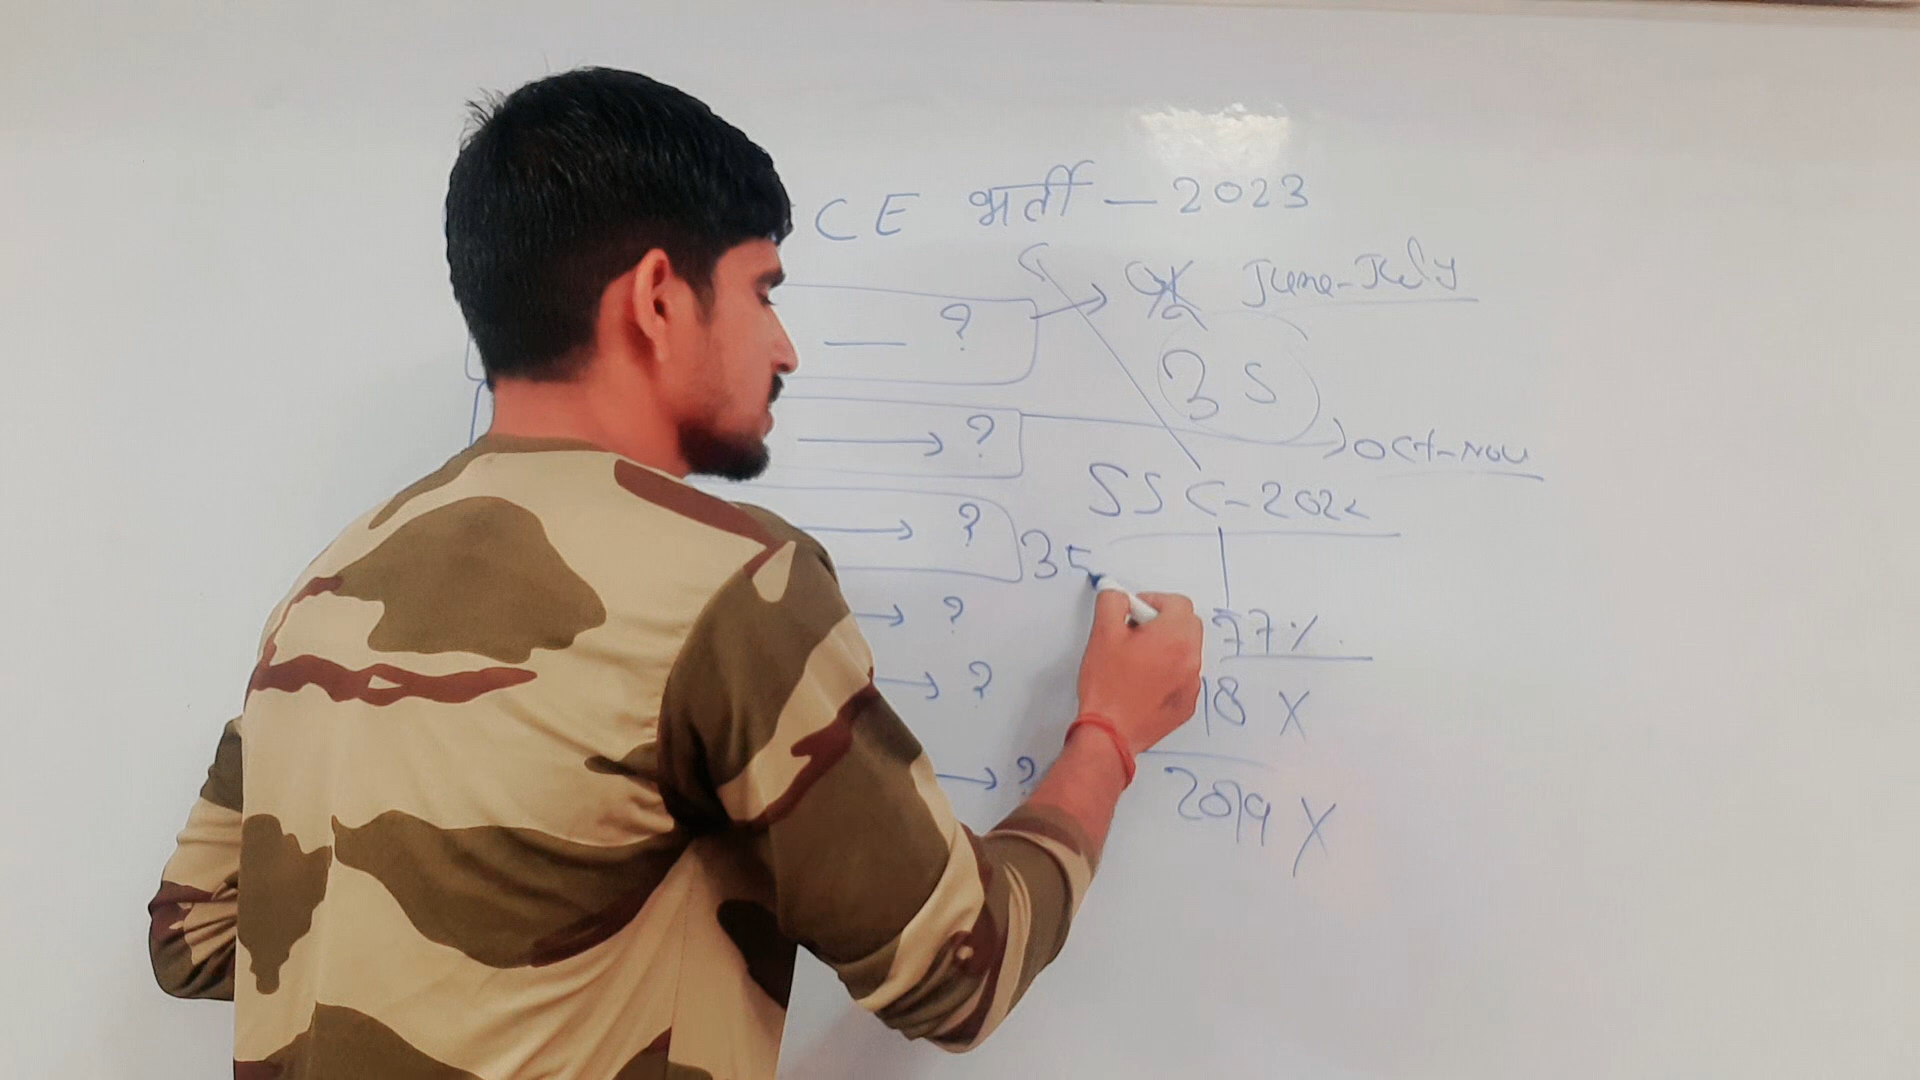 CE भर्ती - 2023
June-July
? →
35
→ ? → Oct-Nov
SSC-2022
→ ? 35
77%
→ ?
→ ? 18 X
→ ?
2019 X